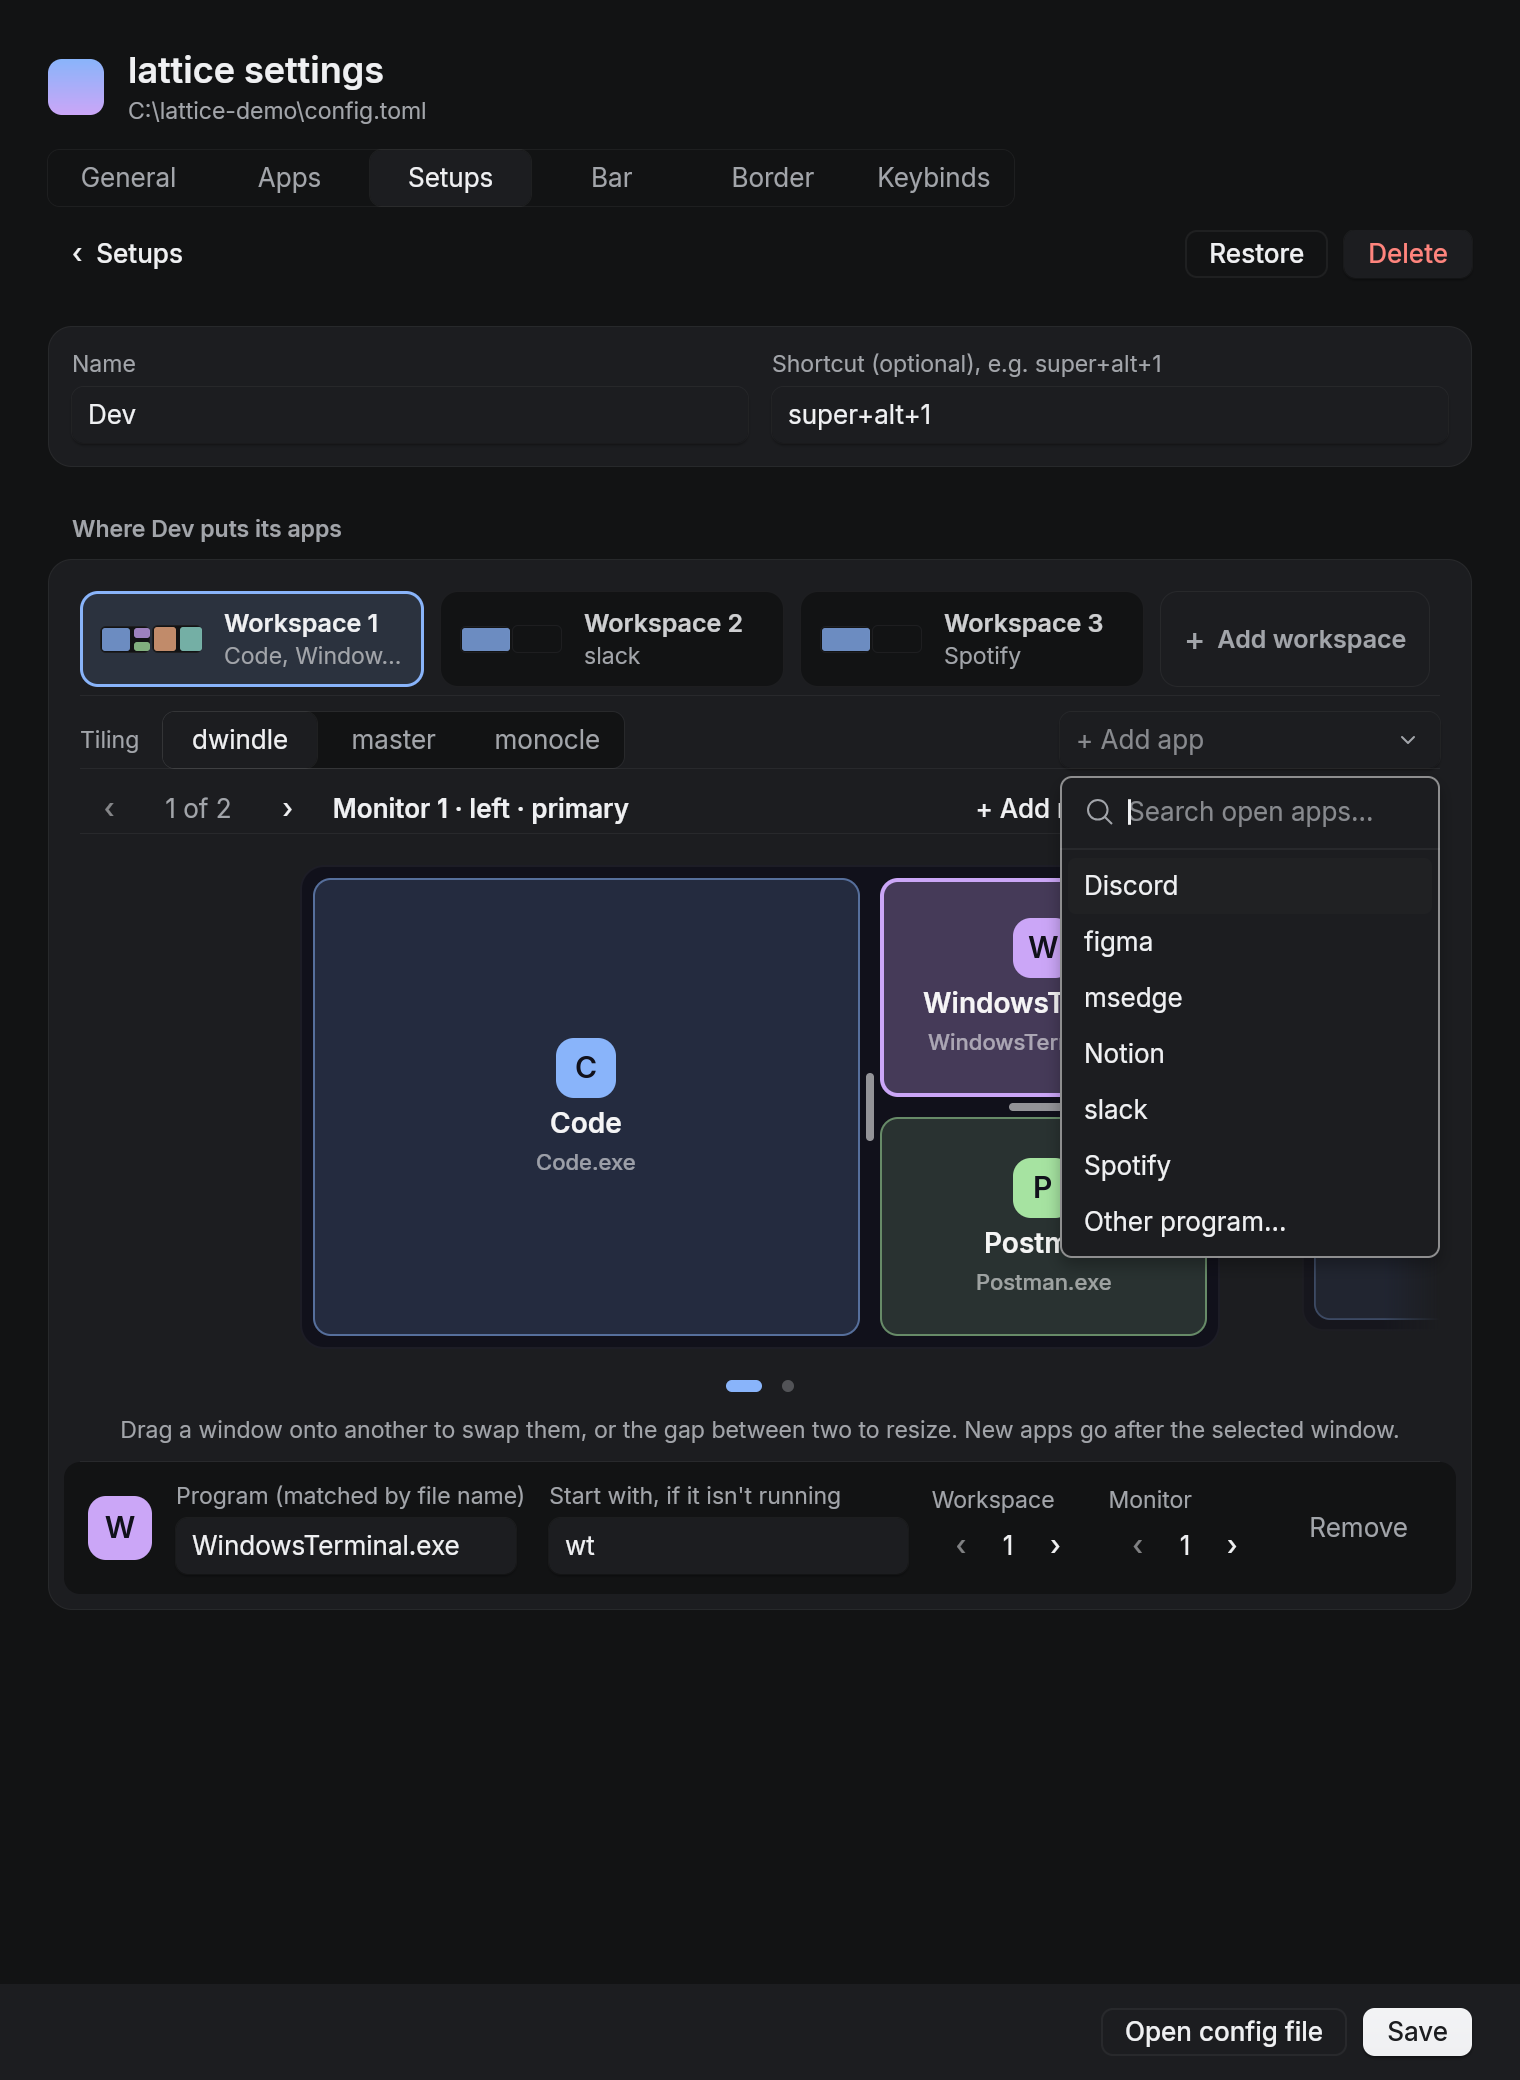 lattice settings
C:\lattice-demo\config.toml
General Apps Setups Bar Border Keybinds
‹ Setups Restore Delete
Name Shortcut (optional), e.g. super+alt+1
Dev super+alt+1
Where Dev puts its apps
Workspace 1
Code, Window...
Workspace 2
slack
Workspace 3
Spotify
+ Add workspace
Tiling dwindle master monocle + Add app
‹ 1 of 2 › Monitor 1 · left · primary + Add
Search open apps...
Discord
figma
msedge
Notion
slack
Spotify
Other program...
C
Code
Code.exe
W
WindowsT
WindowsTer
P
Postm
Postman.exe
Drag a window onto another to swap them, or the gap between two to resize. New apps go after the selected window.
W
Program (matched by file name) Start with, if it isn't running Workspace Monitor
WindowsTerminal.exe wt ‹ 1 › ‹ 1 › Remove
Open config file Save